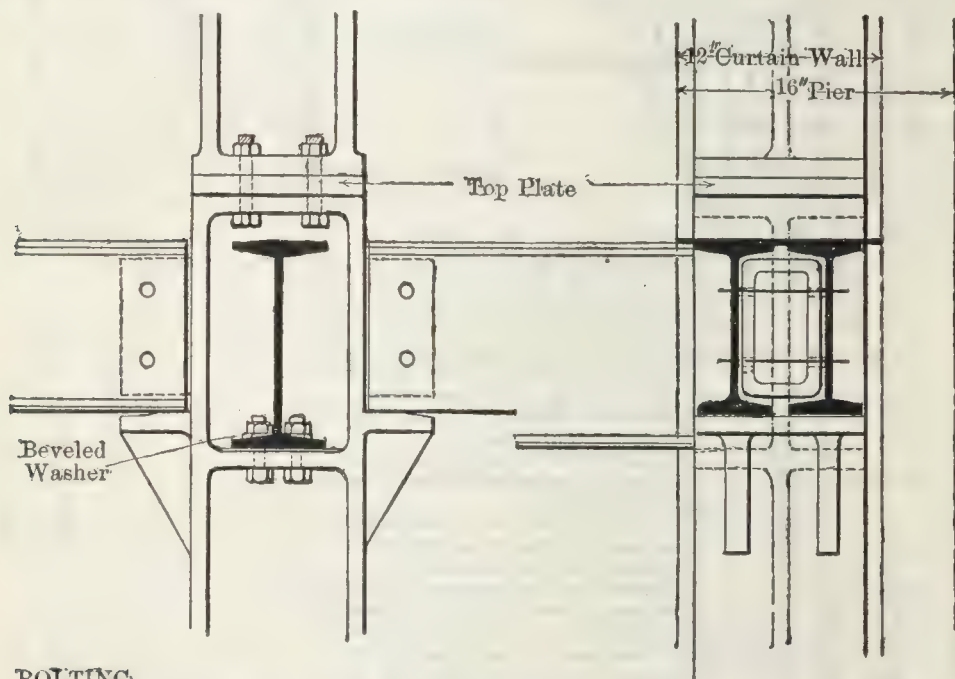 12" Curtain Wall
16" Pier
Top Plate
Beveled
Washer
BOLTING